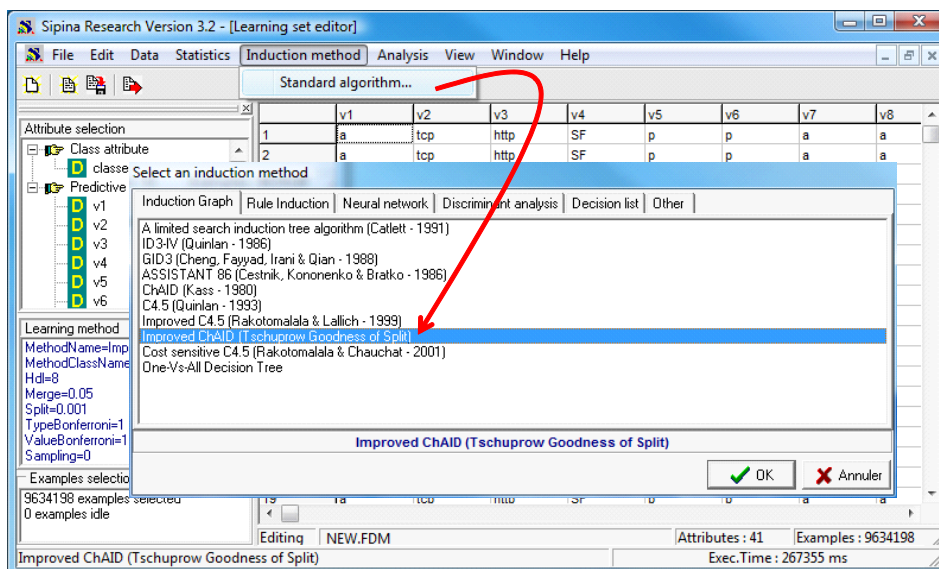 Sipina Research Version 3.2 - [Learning set editor]
File Edit Data Statistics Induction method Analysis View Window Help
Standard algorithm...
v1 v2 v3 v4 v5 v6 v7 v8
Attribute selection
1 a tcp http SF p p a a
Class attribute
2 a tcp http SF p p a a
classe
Select an induction method
Predictive
Induction Graph Rule Induction Neural network Discriminant analysis Decision list Other
v1
v2
v3
v4
v5
v6
A limited search induction tree algorithm (Catlett - 1991)
ID3-IV (Quinlan - 1986)
GID3 (Cheng, Fayyad, Irani & Qian - 1988)
ASSISTANT 86 (Cestnik, Kononenko & Bratko - 1986)
ChAID (Kass - 1980)
C4.5 (Quinlan - 1993)
Improved C4.5 (Rakotomalala & Lallich - 1999)
Improved ChAID (Tschuprow Goodness of Split)
Cost sensitive C4.5 (Rakotomalala & Chauchat - 2001)
One-Vs-All Decision Tree
Learning method
MethodName=Imp
MethodClassName
Hdl=8
Merge=0.05
Split=0.001
TypeBonferroni=1
ValueBonferroni=1
Sampling=0
Improved ChAID (Tschuprow Goodness of Split)
OK Annuler
Examples selectio
9634198 examples selected
0 examples idle
19 a tcp http SF p p a a
Editing NEW.FDM Attributes : 41 Examples : 9634198
Improved ChAID (Tschuprow Goodness of Split) Exec.Time : 267355 ms